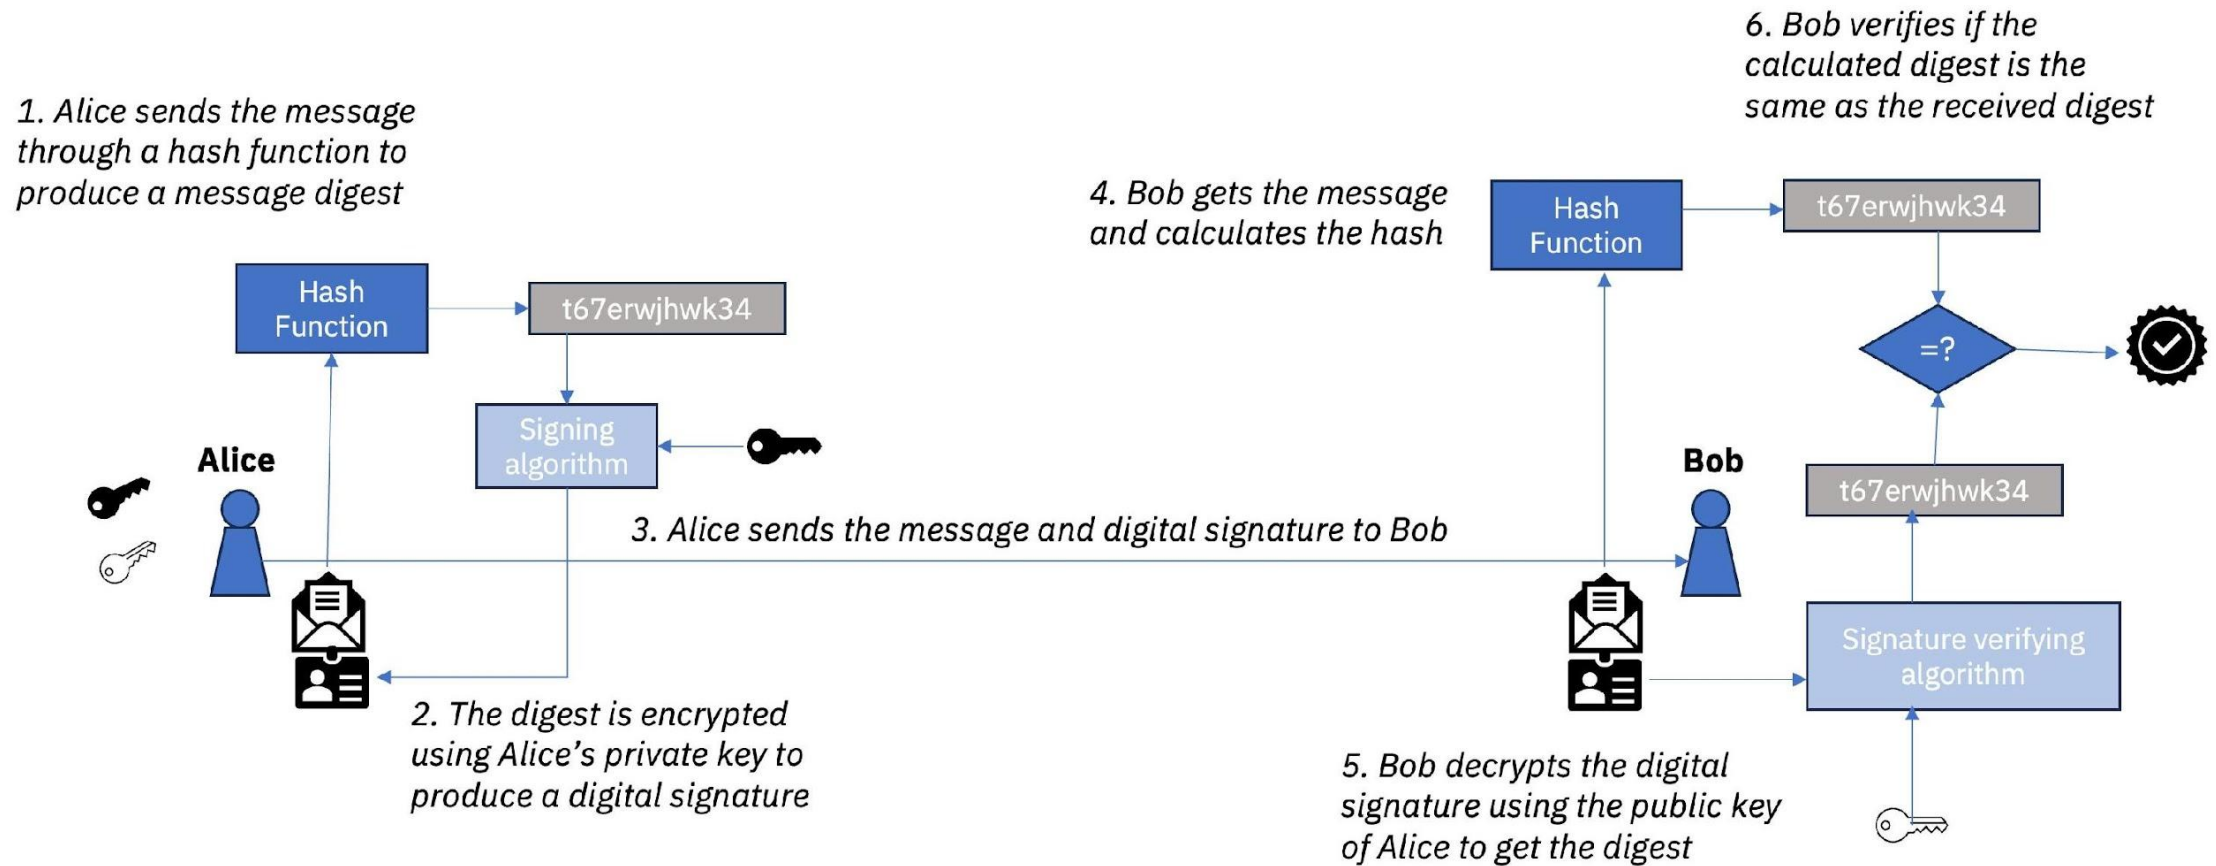 1. Alice sends the message
through a hash function to
produce a message digest
Hash
Function
t67erwjhwk34
Signing
algorithm
Alice
2. The digest is encrypted
using Alice's private key to
produce a digital signature
3. Alice sends the message and digital signature to Bob
4. Bob gets the message
and calculates the hash
Hash
Function
t67erwjhwk34
6. Bob verifies if the
calculated digest is the
same as the received digest
=?
Bob
t67erwjhwk34
Signature verifying
algorithm
5. Bob decrypts the digital
signature using the public key
of Alice to get the digest